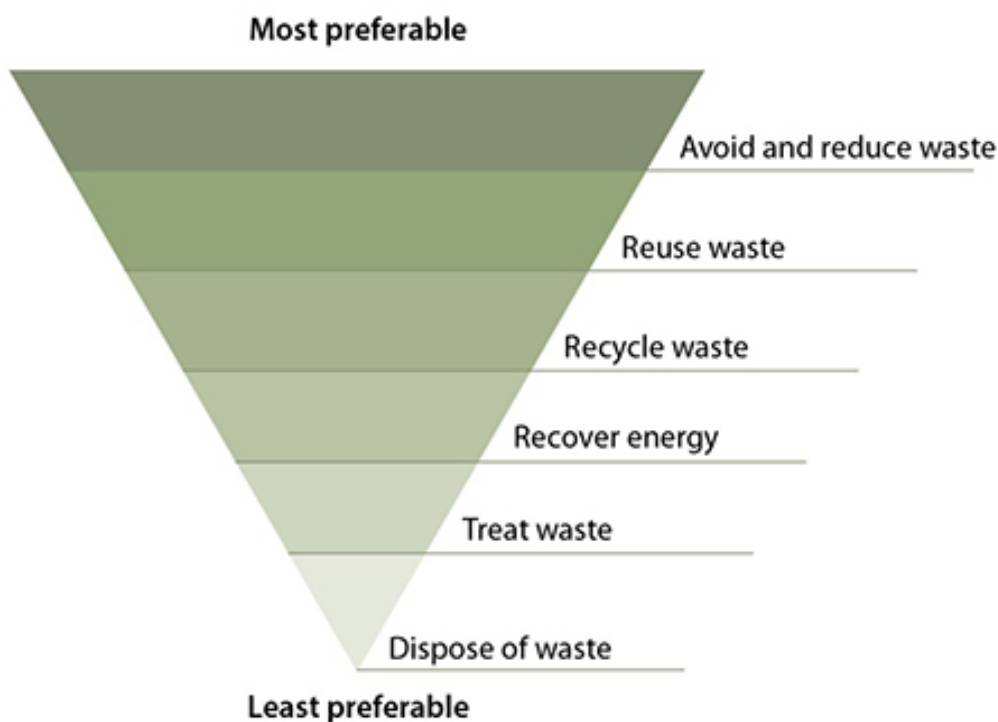 Most preferable
Avoid and reduce waste
Reuse waste
Recycle waste
Recover energy
Treat waste
Dispose of waste
Least preferable